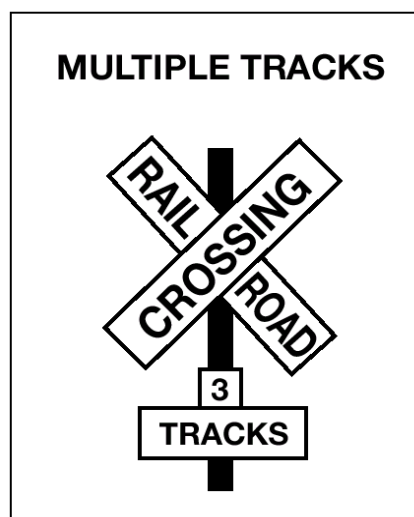 MULTIPLE TRACKS
RAIL
CROSSING
ROAD
3
TRACKS